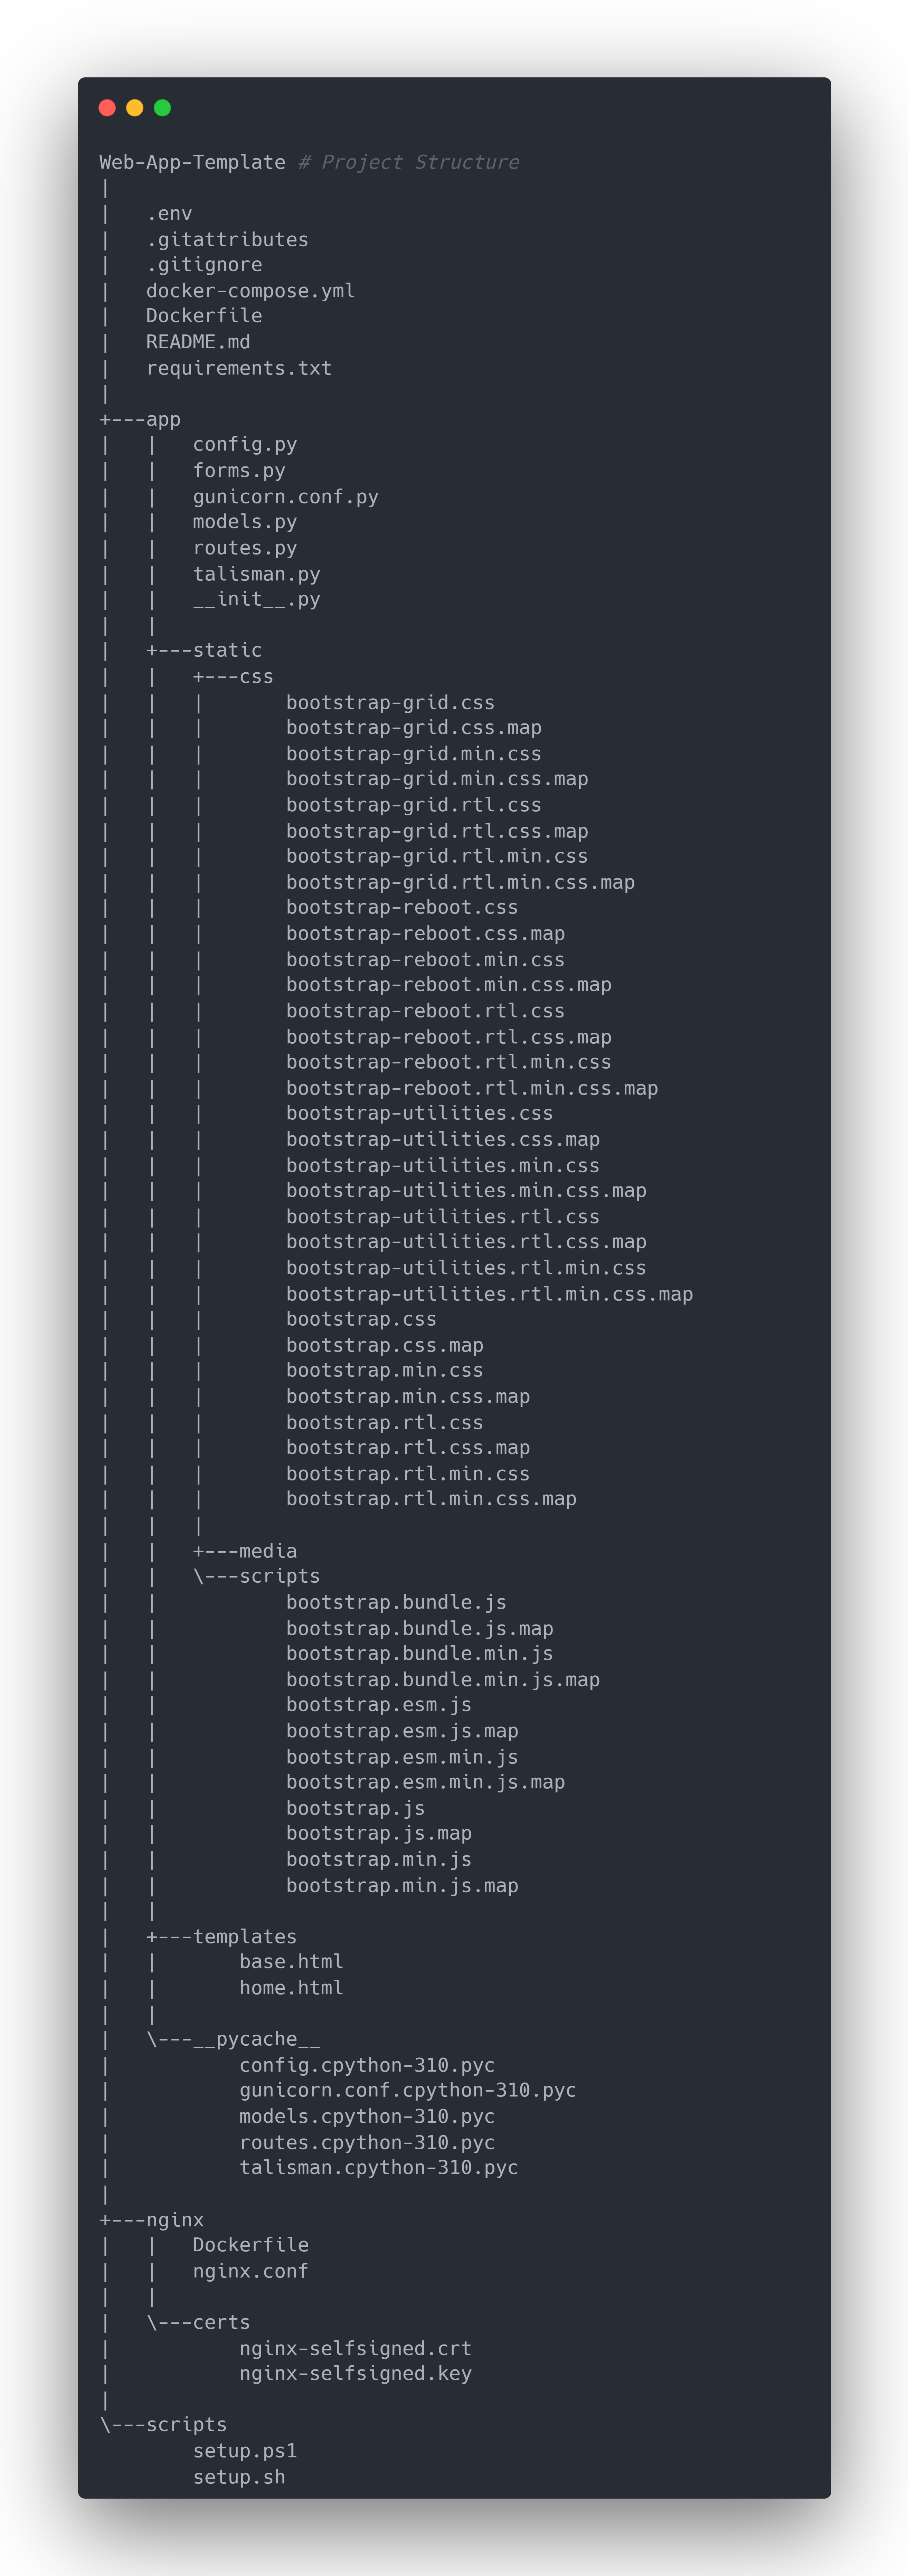 Web-App-Template # Project Structure
|
|   .env
|   .gitattributes
|   .gitignore
|   docker-compose.yml
|   Dockerfile
|   README.md
|   requirements.txt
|
+---app
|   |   config.py
|   |   forms.py
|   |   gunicorn.conf.py
|   |   models.py
|   |   routes.py
|   |   talisman.py
|   |   __init__.py
|   |
|   +---static
|   |   +---css
|   |   |       bootstrap-grid.css
|   |   |       bootstrap-grid.css.map
|   |   |       bootstrap-grid.min.css
|   |   |       bootstrap-grid.min.css.map
|   |   |       bootstrap-grid.rtl.css
|   |   |       bootstrap-grid.rtl.css.map
|   |   |       bootstrap-grid.rtl.min.css
|   |   |       bootstrap-grid.rtl.min.css.map
|   |   |       bootstrap-reboot.css
|   |   |       bootstrap-reboot.css.map
|   |   |       bootstrap-reboot.min.css
|   |   |       bootstrap-reboot.min.css.map
|   |   |       bootstrap-reboot.rtl.css
|   |   |       bootstrap-reboot.rtl.css.map
|   |   |       bootstrap-reboot.rtl.min.css
|   |   |       bootstrap-reboot.rtl.min.css.map
|   |   |       bootstrap-utilities.css
|   |   |       bootstrap-utilities.css.map
|   |   |       bootstrap-utilities.min.css
|   |   |       bootstrap-utilities.min.css.map
|   |   |       bootstrap-utilities.rtl.css
|   |   |       bootstrap-utilities.rtl.css.map
|   |   |       bootstrap-utilities.rtl.min.css
|   |   |       bootstrap-utilities.rtl.min.css.map
|   |   |       bootstrap.css
|   |   |       bootstrap.css.map
|   |   |       bootstrap.min.css
|   |   |       bootstrap.min.css.map
|   |   |       bootstrap.rtl.css
|   |   |       bootstrap.rtl.css.map
|   |   |       bootstrap.rtl.min.css
|   |   |       bootstrap.rtl.min.css.map
|   |   |
|   |   +---media
|   |   \---scripts
|   |           bootstrap.bundle.js
|   |           bootstrap.bundle.js.map
|   |           bootstrap.bundle.min.js
|   |           bootstrap.bundle.min.js.map
|   |           bootstrap.esm.js
|   |           bootstrap.esm.js.map
|   |           bootstrap.esm.min.js
|   |           bootstrap.esm.min.js.map
|   |           bootstrap.js
|   |           bootstrap.js.map
|   |           bootstrap.min.js
|   |           bootstrap.min.js.map
|   |
|   +---templates
|   |       base.html
|   |       home.html
|   |
|   \---__pycache__
|           config.cpython-310.pyc
|           gunicorn.conf.cpython-310.pyc
|           models.cpython-310.pyc
|           routes.cpython-310.pyc
|           talisman.cpython-310.pyc
|
+---nginx
|   |   Dockerfile
|   |   nginx.conf
|   |
|   \---certs
|           nginx-selfsigned.crt
|           nginx-selfsigned.key
|
\---scripts
        setup.ps1
        setup.sh